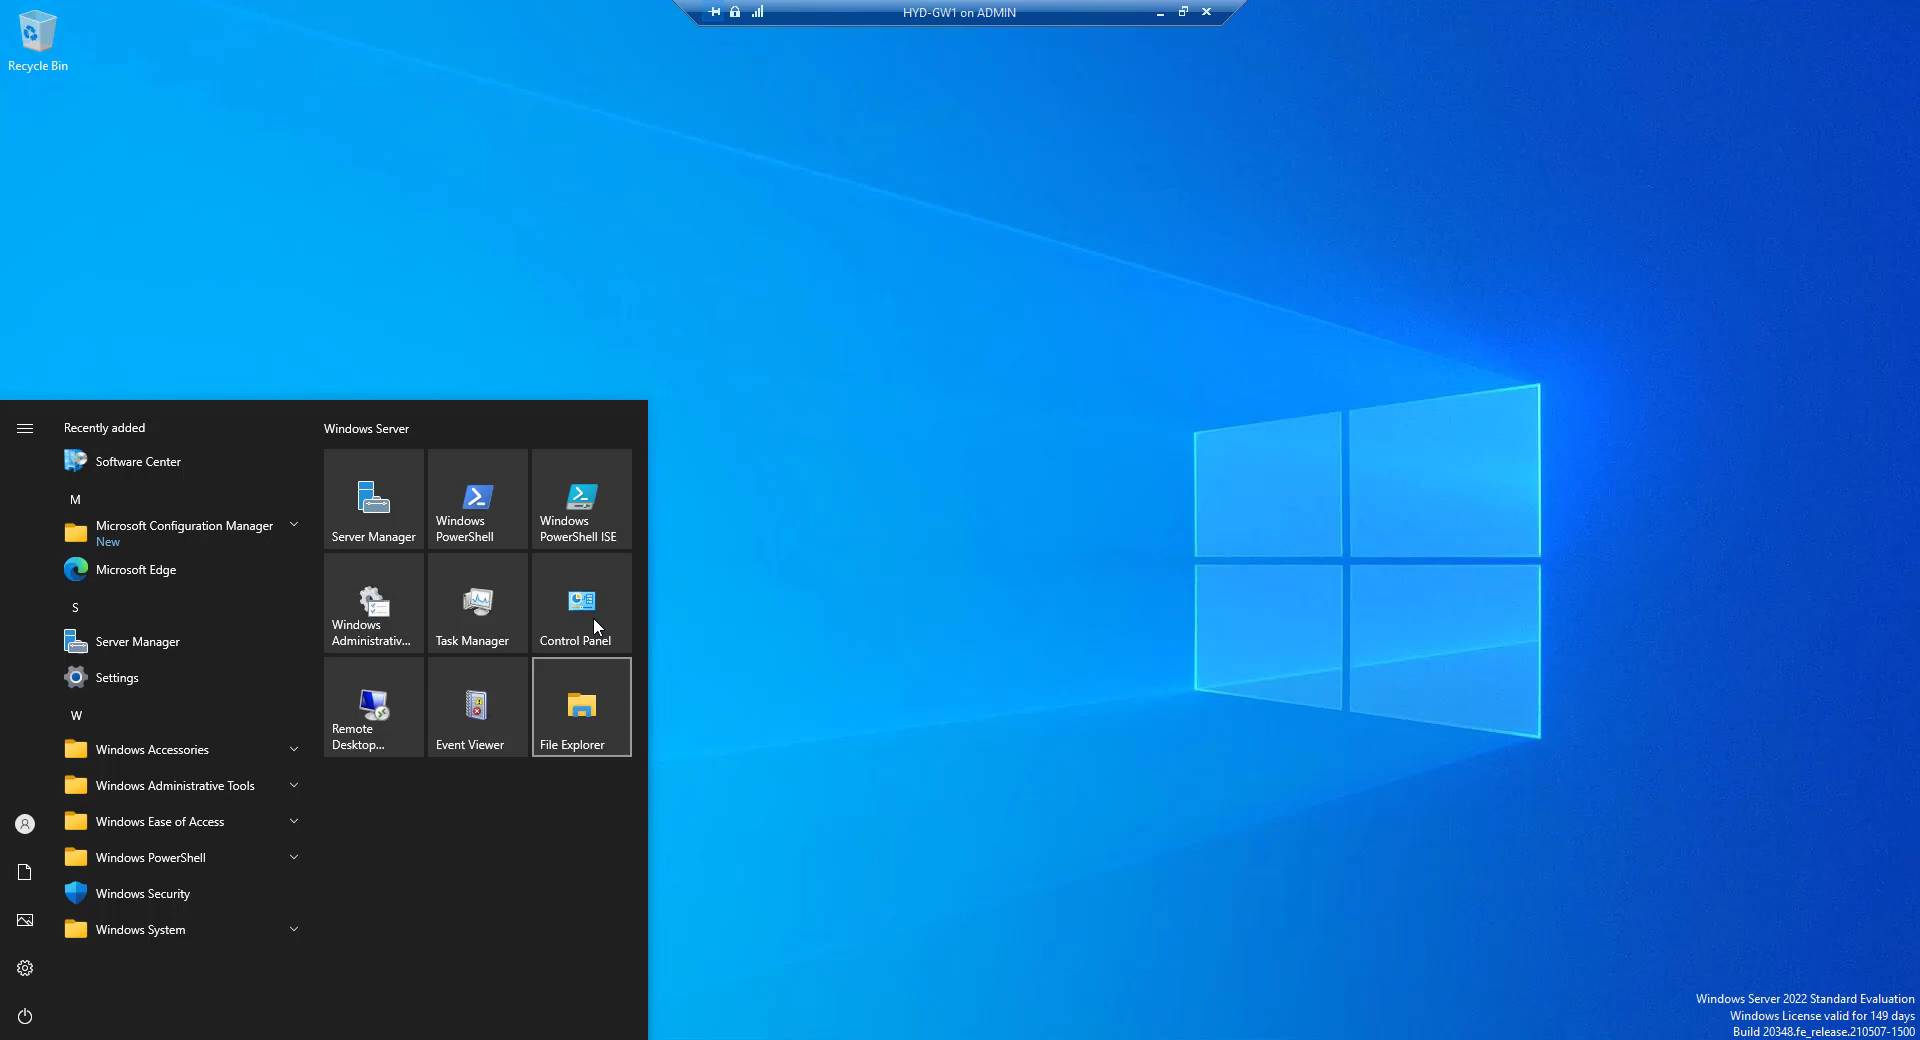 HYD-GW1 on ADMIN
Recycle Bin
Recently added
Software Center
M
Microsoft Configuration Manager
New
Microsoft Edge
S
Server Manager
Settings
W
Windows Accessories
Windows Administrative Tools
Windows Ease of Access
Windows PowerShell
Windows Security
Windows System
Windows Server
Server Manager
Windows
PowerShell
Windows
PowerShell ISE
Windows
Administrativ...
Task Manager
Control Panel
Remote
Desktop...
Event Viewer
File Explorer
Windows Server 2022 Standard Evaluation
Windows License valid for 149 days
Build 20348.fe_release.210507-1500